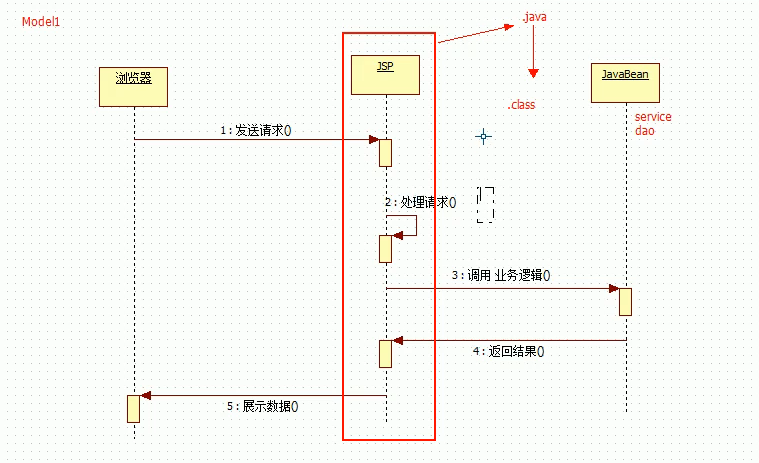 Model1
.java
浏览器
JSP
JavaBean
.class
service
dao
1 : 发送请求()
2 : 处理请求()
3 : 调用 业务逻辑()
4 : 返回结果()
5 : 展示数据()